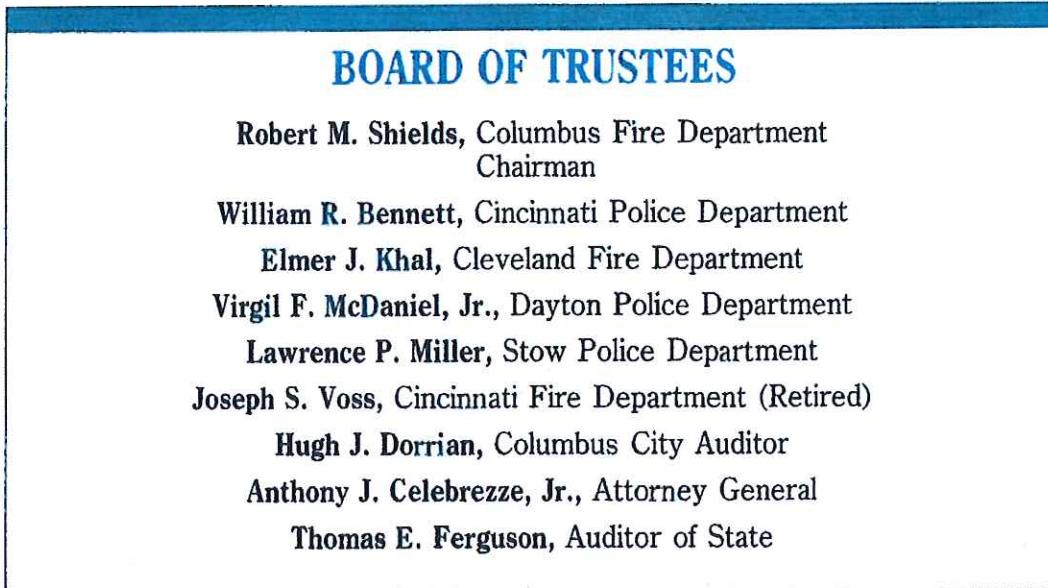 BOARD OF TRUSTEES
Robert M. Shields, Columbus Fire Department
Chairman
William R. Bennett, Cincinnati Police Department
Elmer J. Khal, Cleveland Fire Department
Virgil F. McDaniel, Jr., Dayton Police Department
Lawrence P. Miller, Stow Police Department
Joseph S. Voss, Cincinnati Fire Department (Retired)
Hugh J. Dorrian, Columbus City Auditor
Anthony J. Celebrezze, Jr., Attorney General
Thomas E. Ferguson, Auditor of State